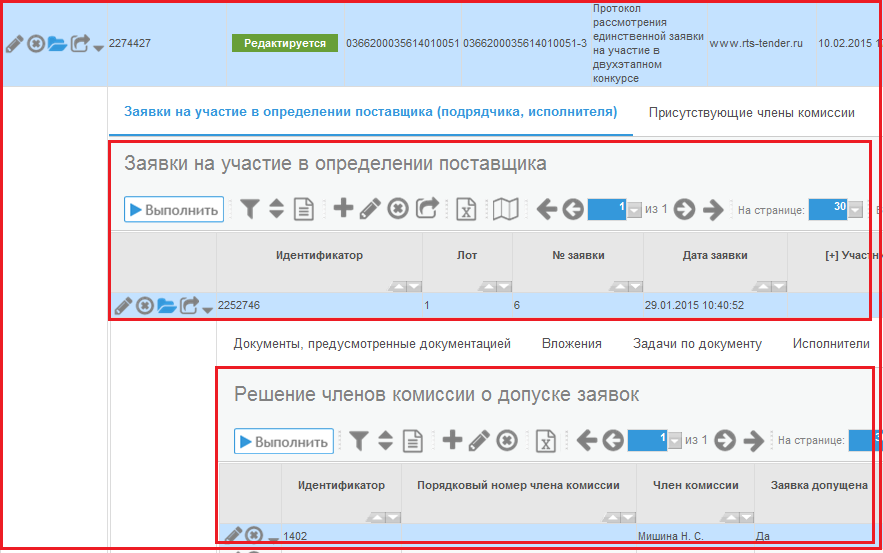 Протокол
рассмотрения
единственной заявки
на участие в
двухэтапном
конкурсе
2274427 Редактируется 0366200035614010051 0366200035614010051-3 www.rts-tender.ru 10.02.2015
Заявки на участие в определении поставщика (подрядчика, исполнителя) Присутствующие члены комиссии
Заявки на участие в определении поставщика
Выполнить 1 из 1 На странице: 30
Идентификатор Лот № заявки Дата заявки [+] Участн
2252746 1 6 29.01.2015 10:40:52
Документы, предусмотренные документацией Вложения Задачи по документу Исполнители
Решение членов комиссии о допуске заявок
Выполнить 1 из 1 На странице:
Идентификатор Порядковый номер члена комиссии Член комиссии Заявка допущена
1402 Мишина Н. С. Да